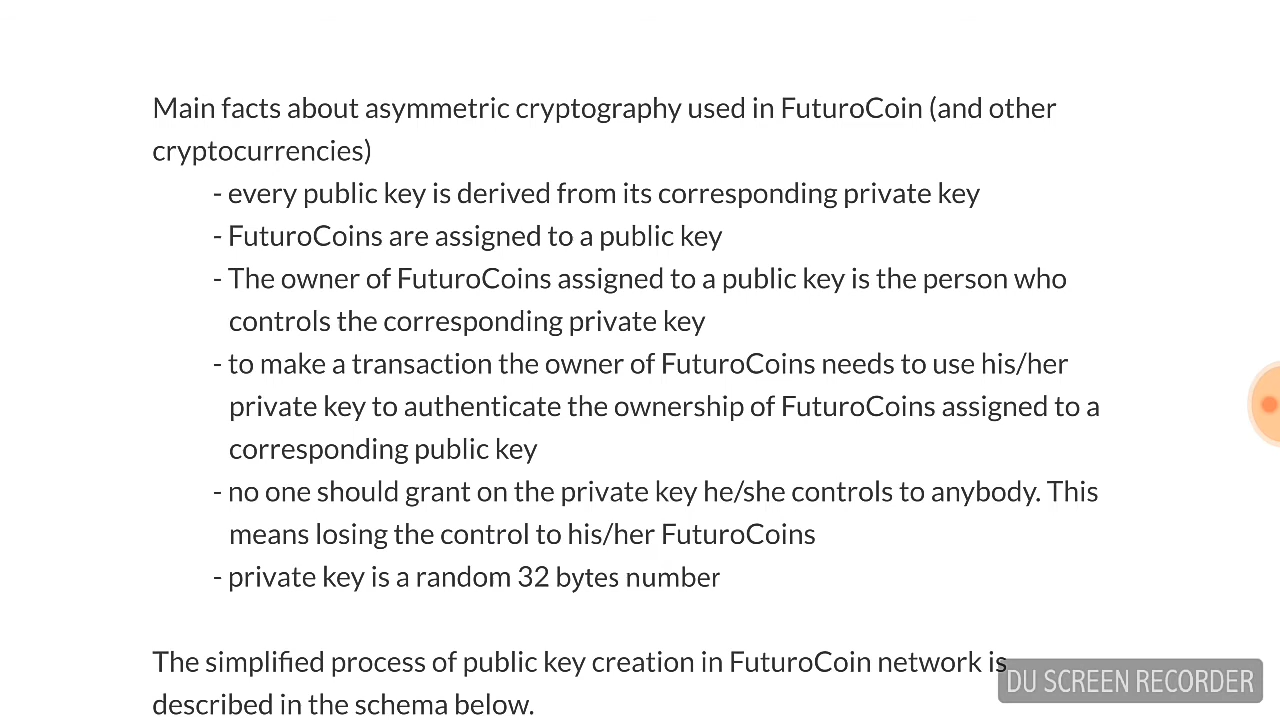 Main facts about asymmetric cryptography used in FuturoCoin (and other
cryptocurrencies)
- every public key is derived from its corresponding private key
- FuturoCoins are assigned to a public key
- The owner of FuturoCoins assigned to a public key is the person who
controls the corresponding private key
- to make a transaction the owner of FuturoCoins needs to use his/her
private key to authenticate the ownership of FuturoCoins assigned to a
corresponding public key
- no one should grant on the private key he/she controls to anybody. This
means losing the control to his/her FuturoCoins
- private key is a random 32 bytes number
The simplified process of public key creation in FuturoCoin network is
described in the schema below.
DU SCREEN RECORDER